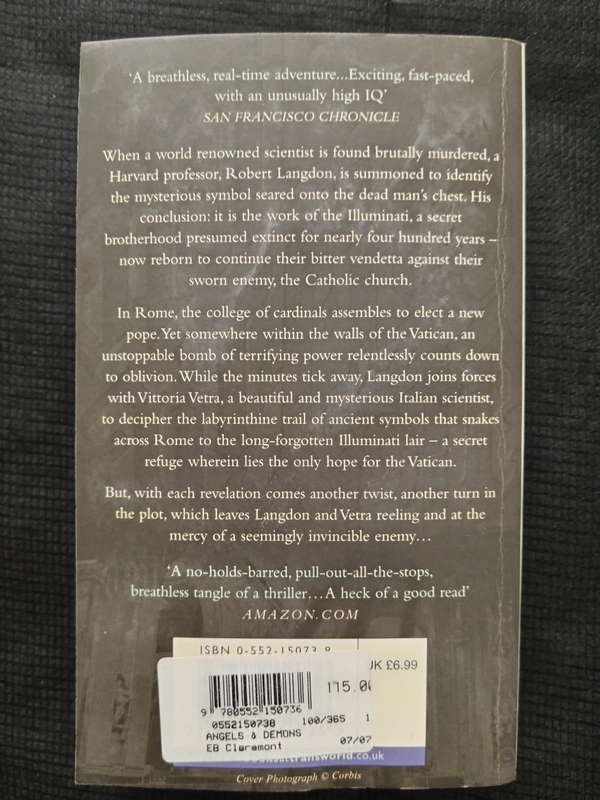 ‘A breathless, real-time adventure...Exciting, fast-paced,
with an unusually high IQ’
SAN FRANCISCO CHRONICLE
When a world renowned scientist is found brutally murdered, a
Harvard professor, Robert Langdon, is summoned to identify
the mysterious symbol seared onto the dead man’s chest. His
conclusion: it is the work of the Illuminati, a secret
brotherhood presumed extinct for nearly four hundred years –
now reborn to continue their bitter vendetta against their
sworn enemy, the Catholic church.
In Rome, the college of cardinals assembles to elect a new
pope. Yet somewhere within the walls of the Vatican, an
unstoppable bomb of terrifying power relentlessly counts down
to oblivion. While the minutes tick away, Langdon joins forces
with Vittoria Vetra, a beautiful and mysterious Italian scientist,
to decipher the labyrinthine trail of ancient symbols that snakes
across Rome to the long-forgotten Illuminati lair – a secret
refuge wherein lies the only hope for the Vatican.
But, with each revelation comes another twist, another turn in
the plot, which leaves Langdon and Vetra reeling and at the
mercy of a seemingly invincible enemy…
‘A no-holds-barred, pull-out-all-the-stops,
breathless tangle of a thriller…A heck of a good read’
AMAZON.COM
ISBN 0-552-15073-8
UK £6.99
115.00
9 780552 150736
0552150738 100/365 1
ANGELS & DEMONS
EB Claremont 07/07
transworld.co.uk
Cover Photograph © Corbis